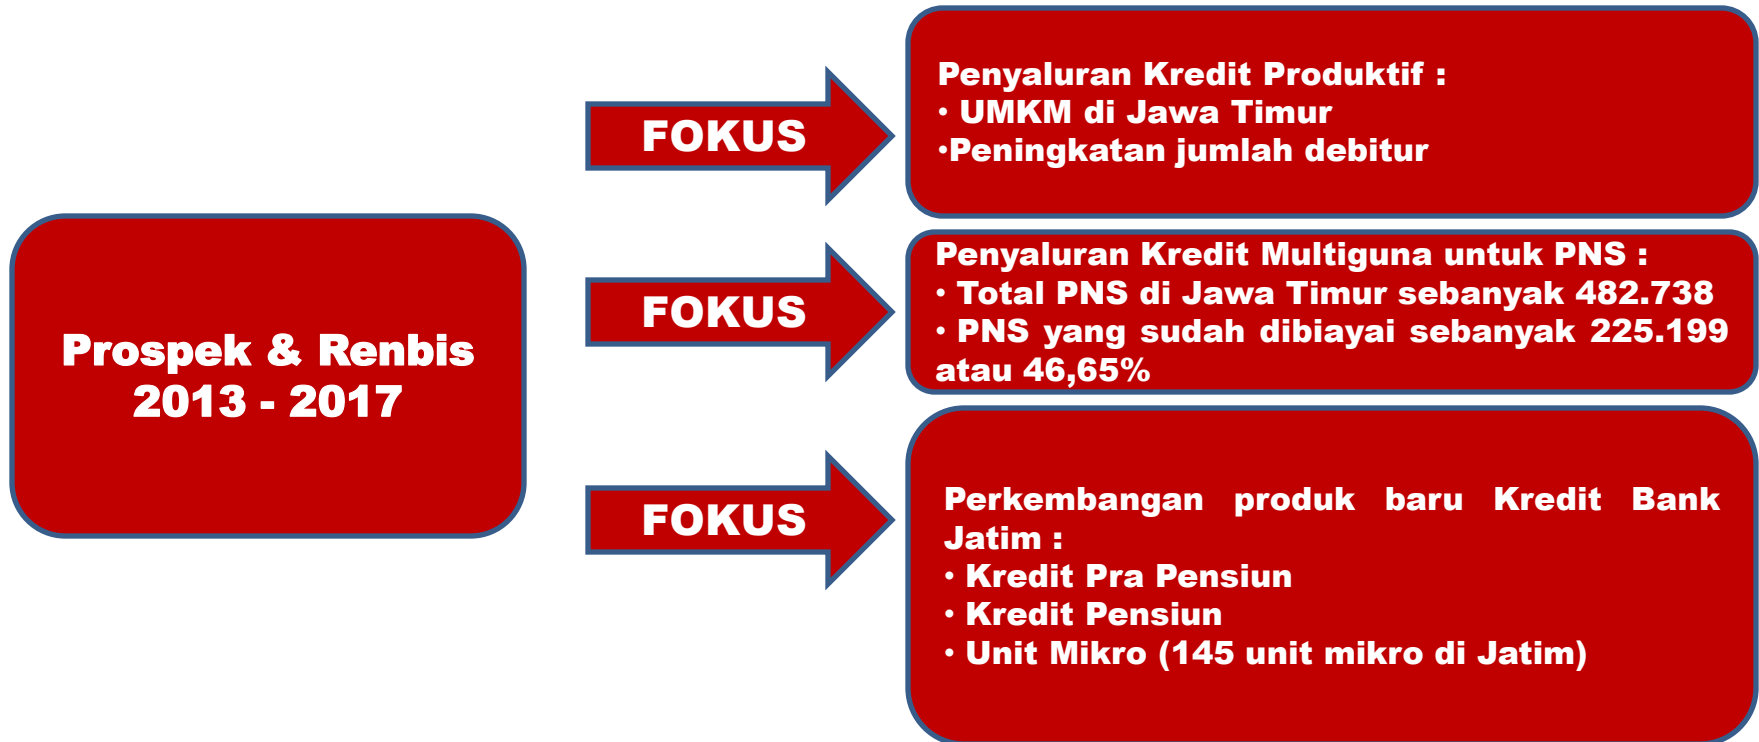 Prospek & Renbis
2013 - 2017
FOKUS
Penyaluran Kredit Produktif :
• UMKM di Jawa Timur
•Peningkatan jumlah debitur
FOKUS
Penyaluran Kredit Multiguna untuk PNS :
• Total PNS di Jawa Timur sebanyak 482.738
• PNS yang sudah dibiayai sebanyak 225.199
atau 46,65%
FOKUS
Perkembangan produk baru Kredit Bank
Jatim :
• Kredit Pra Pensiun
• Kredit Pensiun
• Unit Mikro (145 unit mikro di Jatim)